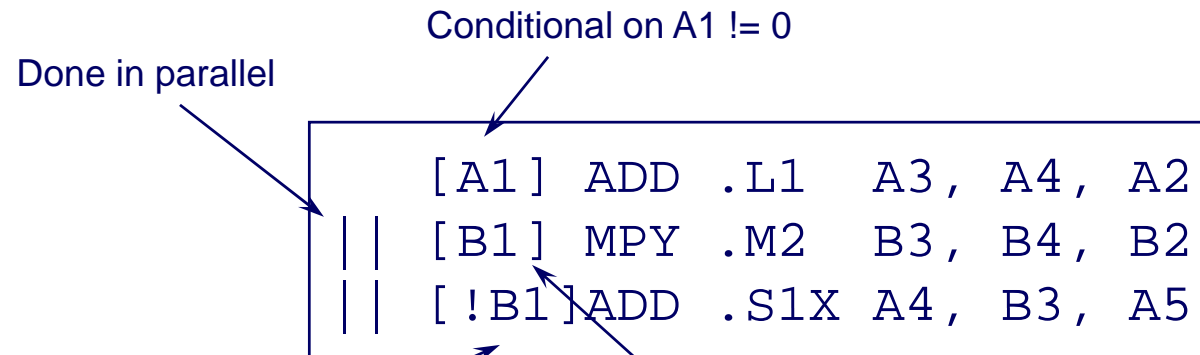 Conditional on A1 != 0
Done in parallel
[A1] ADD .L1 A3, A4, A2
|| [B1] MPY .M2 B3, B4, B2
|| [!B1]ADD .S1X A4, B3, A5